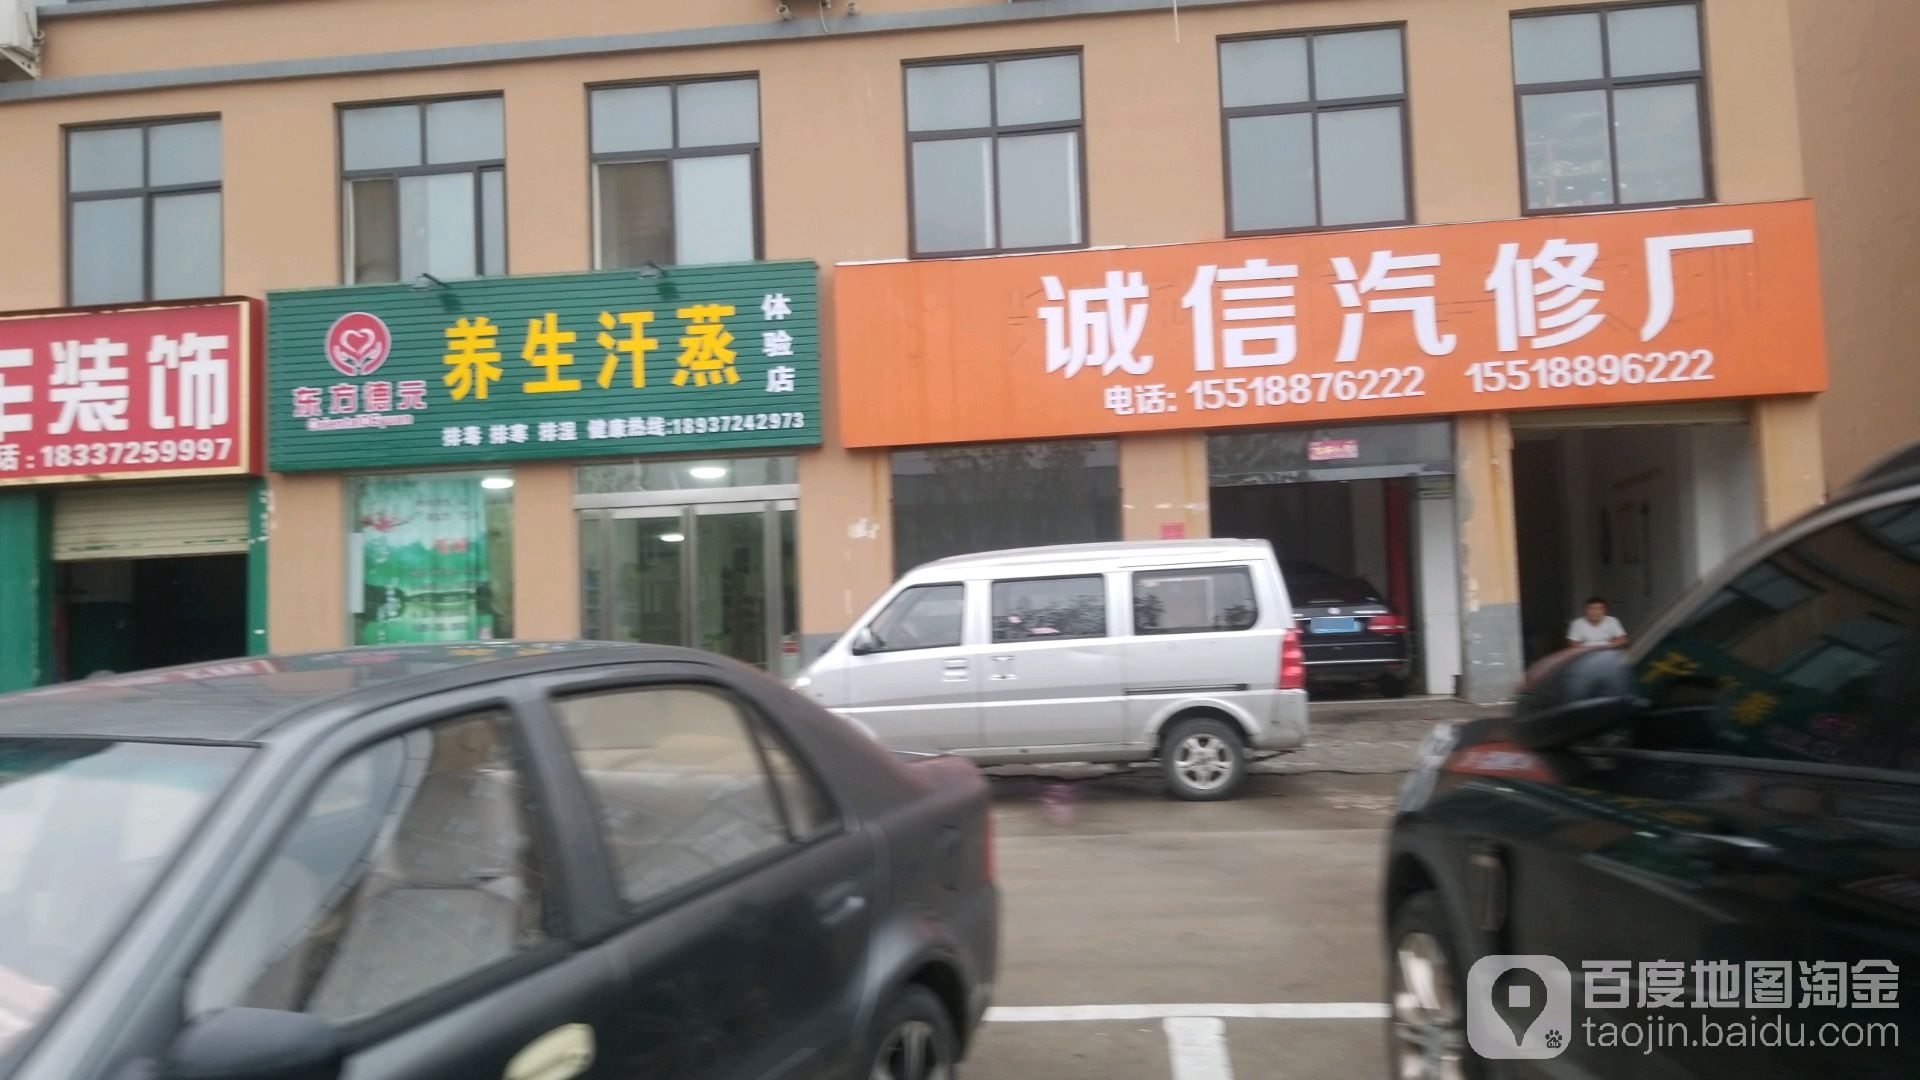 车装饰
话:18337259997
东方德元
养生汗蒸
体验店
排毒 排寒 排湿 健康热线:18937242973
诚信汽修厂
电话: 15518876222 15518896222
百度地图淘金
taojin.baidu.com